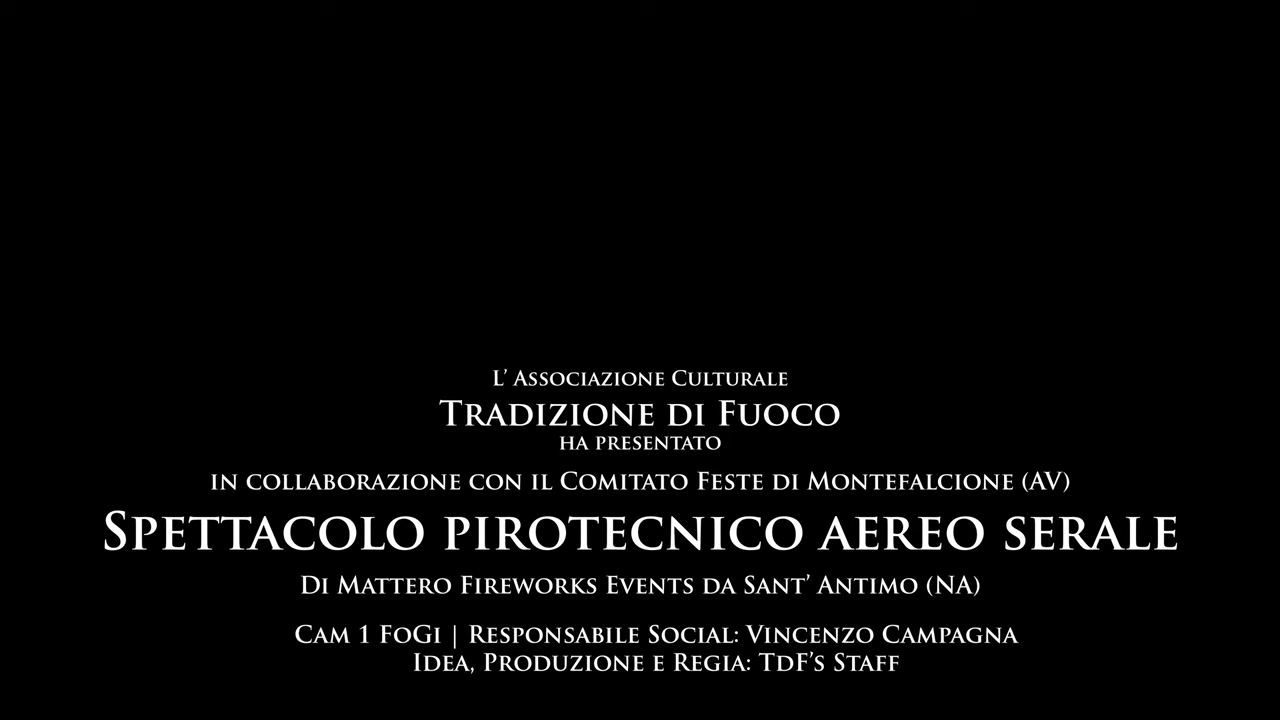 L’ Associazione Culturale
Tradizione di Fuoco
ha presentato
in collaborazione con il Comitato Feste di Montefalcione (AV)
Spettacolo pirotecnico aereo serale
Di Mattero Fireworks Events da Sant’ Antimo (NA)
Cam 1 FoGi | Responsabile Social: Vincenzo Campagna
Idea, Produzione e Regia: TdF’s Staff